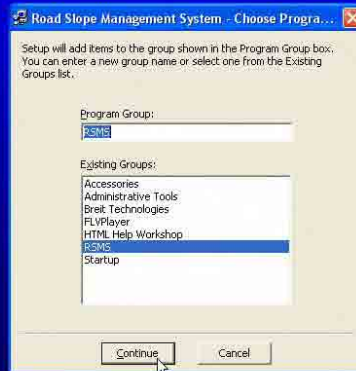 Road Slope Management System - Choose Progra...
Setup will add items to the group shown in the Program Group box.
You can enter a new group name or select one from the Existing
Groups list.
Program Group:
RSMS
Existing Groups:
Accessories
Administrative Tools
Breit Technologies
FLVPlayer
HTML Help Workshop
RSMS
Startup
Continue
Cancel